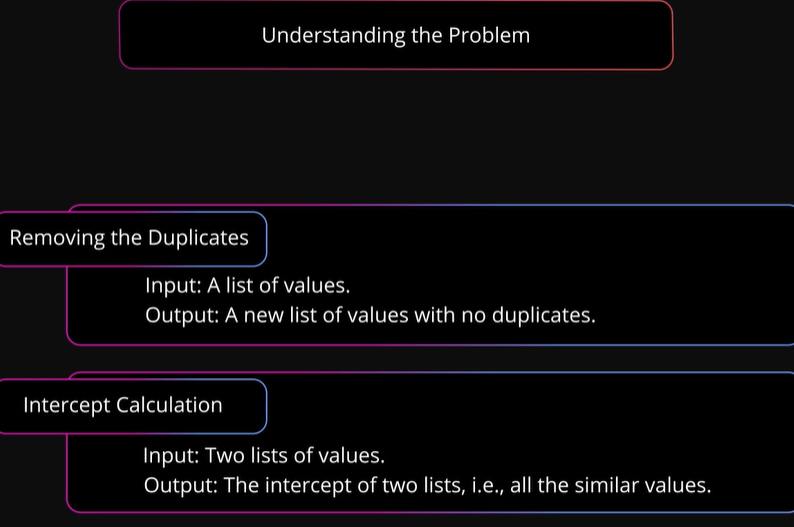 Understanding the Problem
Removing the Duplicates
Input: A list of values.
Output: A new list of values with no duplicates.
Intercept Calculation
Input: Two lists of values.
Output: The intercept of two lists, i.e., all the similar values.